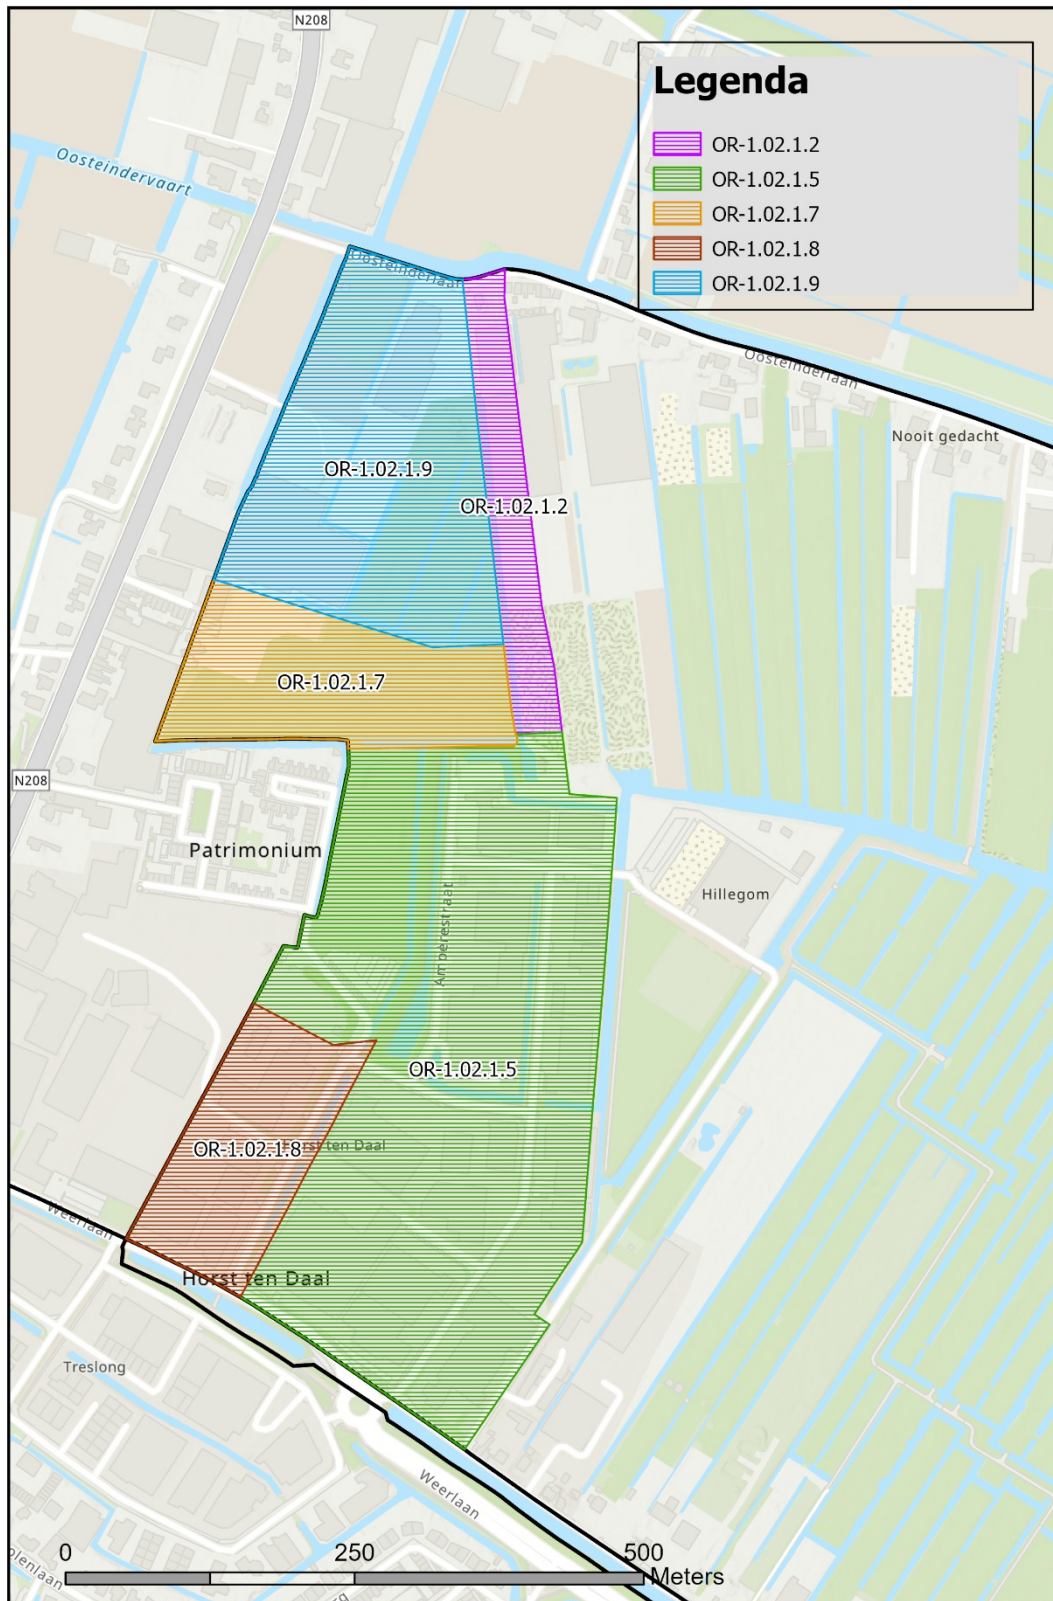 N208
Legenda
OR-1.02.1.2
OR-1.02.1.5
OR-1.02.1.7
OR-1.02.1.8
OR-1.02.1.9
Oosteindervaart
Oosteinderlaan
Oosteinderlaan
Nooit gedacht
OR-1.02.1.9
OR-1.02.1.2
OR-1.02.1.7
N208
Patrimonium
Hillegom
Amperestraat
OR-1.02.1.5
OR-1.02.1.8
Horst ten Daal
Weerlaan
Horst ten Daal
Treslong
Weerlaan
0 250 500
Meters